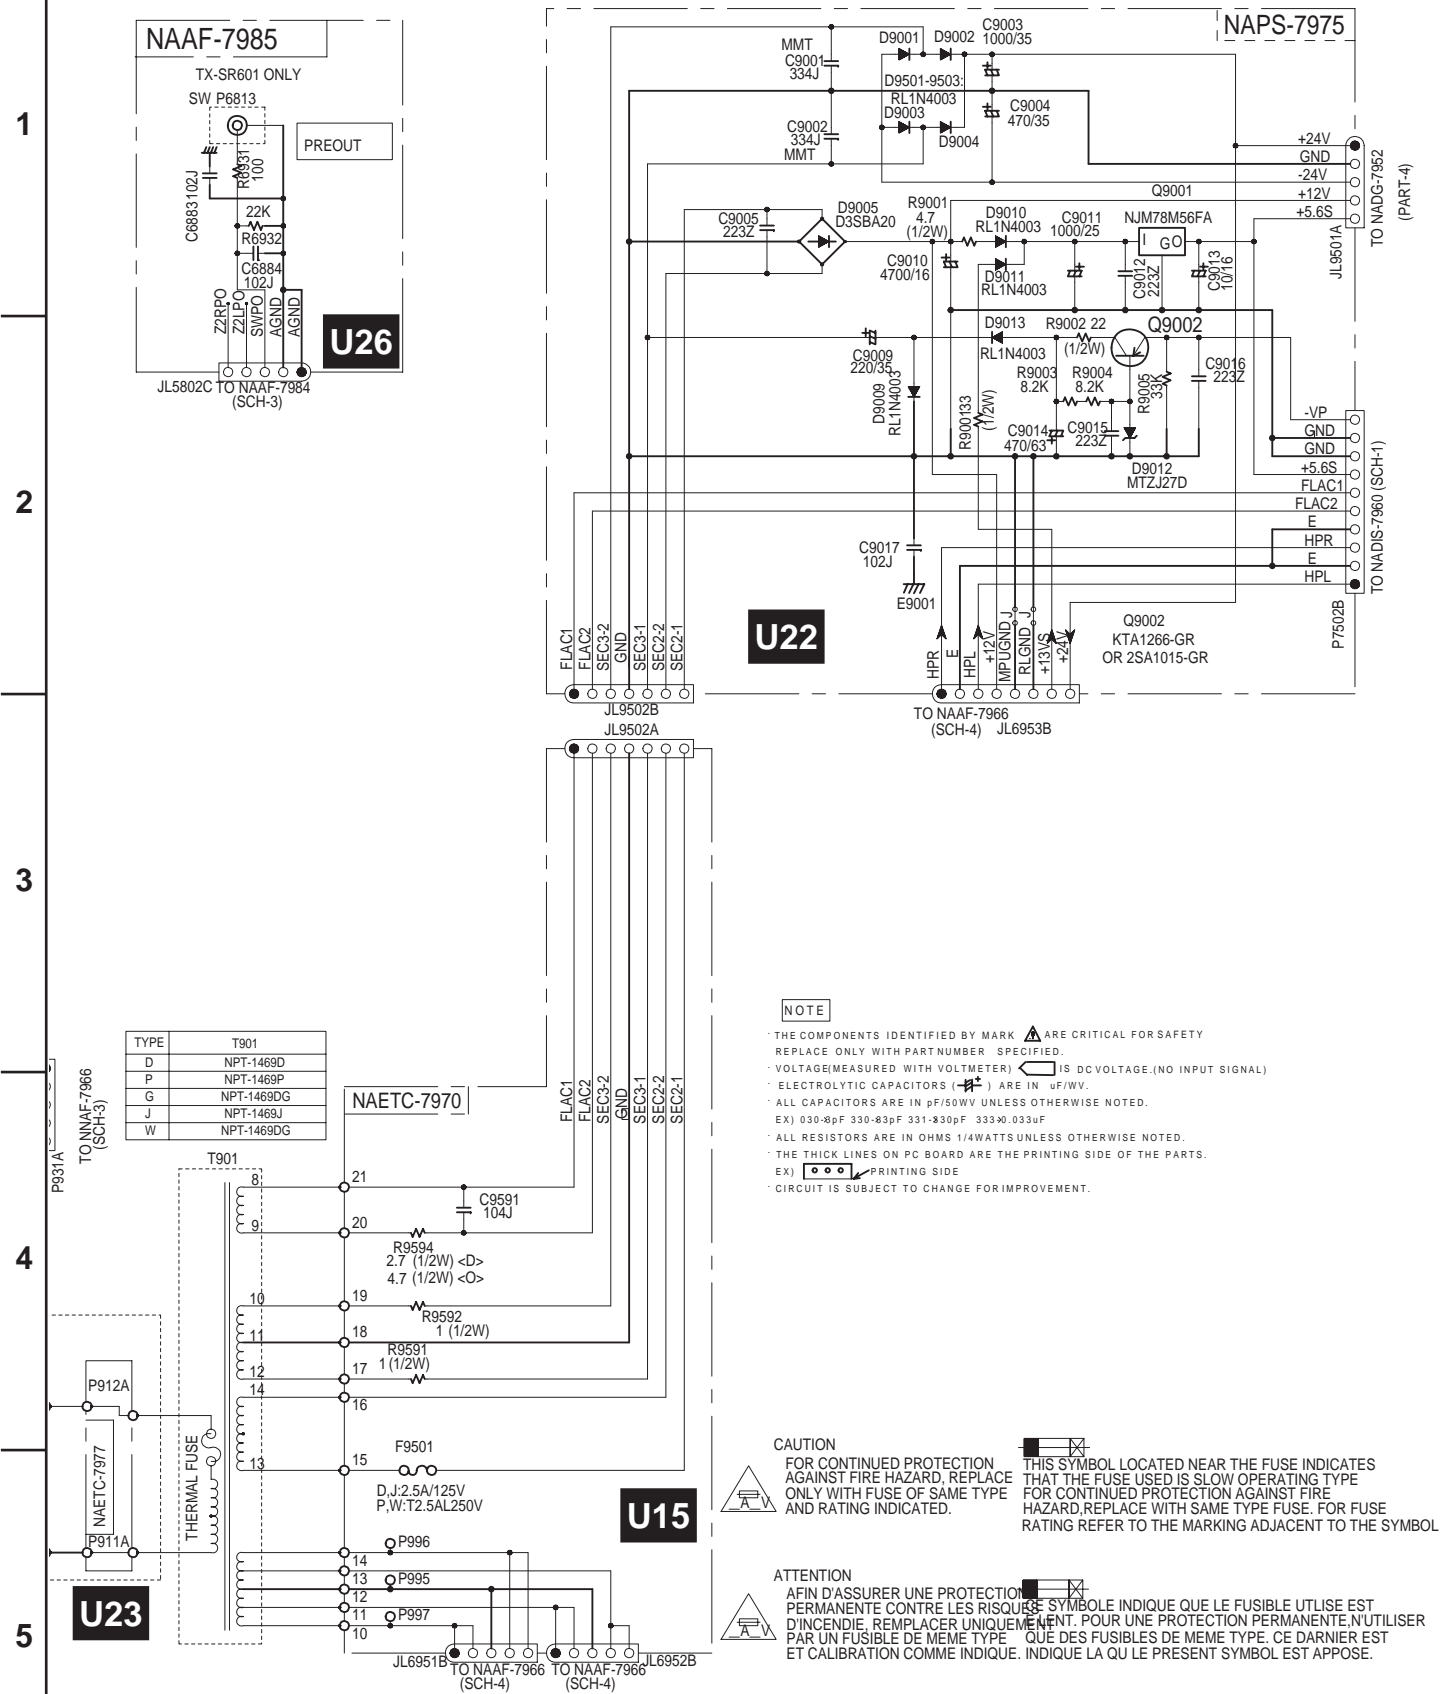 1
2
3
4
5
NAAF-7985
TX-SR601 ONLY
SW P6813
PREOUT
R6931
100
C6883 102J
22K
R6932
C6884
102J
Z2RPO
Z2LPO
SWPO
AGND
AGND
U26
JL5802C TO NAAF-7984
(SCH-3)
NAPS-7975
MMT
C9001
334J
C9002
334J
MMT
D9001
D9002
C9003
1000/35
D9501-9503:
RL1N4003
D9003
D9004
C9004
470/35
+24V
GND
-24V
+12V
+5.6S
JL9501A
TO NADG-7952
(PART-4)
C9005
223Z
D9005
D3SBA20
R9001
4.7
(1/2W)
C9010
4700/16
D9010
RL1N4003
D9011
RL1N4003
C9011
1000/25
Q9001
NJM78M56FA
I
G O
C9012
223Z
C9013
10/16
C9009
220/35
D9009
RL1N4003
D9013
RL1N4003
R9002 22
(1/2W)
Q9002
R9003
8.2K
R9004
8.2K
R9005
33K
C9016
223Z
R900133
(1/2W)
C9014
470/63
C9015
223Z
D9012
MTZJ27D
-VP
GND
GND
+5.6S
FLAC1
FLAC2
E
HPR
E
HPL
P7502B
TO NADIS-7960 (SCH-1)
C9017
102J
E9001
U22
Q9002
KTA1266-GR
OR 2SA1015-GR
FLAC1
FLAC2
SEC3-2
GND
SEC3-1
SEC2-2
SEC2-1
HPR
E
HPL
+12V
MPUGND J
RLGND J
+13VS
+24V
JL9502B
JL9502A
TO NAAF-7966
(SCH-4) JL6953B
NOTE
· THE COMPONENTS IDENTIFIED BY MARK ARE CRITICAL FOR SAFETY
REPLACE ONLY WITH PART NUMBER SPECIFIED.
· VOLTAGE(MEASURED WITH VOLTMETER) IS DC VOLTAGE.(NO INPUT SIGNAL)
· ELECTROLYTIC CAPACITORS ( ) ARE IN uF/WV.
· ALL CAPACITORS ARE IN pF/50WV UNLESS OTHERWISE NOTED.
· ALL RESISTORS ARE IN OHMS 1/4WATTS UNLESS OTHERWISE NOTED.
· THE THICK LINES ON PC BOARD ARE THE PRINTING SIDE OF THE PARTS.
EX) PRINTING SIDE
· CIRCUIT IS SUBJECT TO CHANGE FOR IMPROVEMENT.
TYPE T901
D NPT-1469D
P NPT-1469P
G NPT-1469DG
J NPT-1469J
W NPT-1469DG
P931A
TO NNAF-7966
(SCH-3)
NAETC-7970
FLAC1
FLAC2
SEC3-2
GND
SEC3-1
SEC2-2
SEC2-1
T901
8
9
10
11
12
14
13
21
20
19
18
17
16
15
C9591
104J
R9594
2.7 (1/2W) <D>
4.7 (1/2W) <O>
R9592
1 (1/2W)
R9591
1 (1/2W)
F9501
D,J:2.5A/125V
P,W:T2.5AL250V
U15
THERMAL FUSE
P912A
NAETC-7977
P911A
U23
P996
14
13
P995
12
11
P997
10
JL6951B
TO NAAF-7966
(SCH-4)
TO NAAF-7966
(SCH-4)
JL6952B
CAUTION
FOR CONTINUED PROTECTION
AGAINST FIRE HAZARD, REPLACE
ONLY WITH FUSE OF SAME TYPE
AND RATING INDICATED.
A V
THIS SYMBOL LOCATED NEAR THE FUSE INDICATES
THAT THE FUSE USED IS SLOW OPERATING TYPE
FOR CONTINUED PROTECTION AGAINST FIRE
HAZARD,REPLACE WITH SAME TYPE FUSE. FOR FUSE
RATING REFER TO THE MARKING ADJACENT TO THE SYMBOL
ATTENTION
AFIN D'ASSURER UNE PROTECTION
PERMANENTE CONTRE LES RISQUES
D'INCENDIE, REMPLACER UNIQUEMENT
PAR UN FUSIBLE DE MEME TYPE
ET CALIBRATION COMME INDIQUE.
A V
SYMBOLE INDIQUE QUE LE FUSIBLE UTLISE EST
LENT. POUR UNE PROTECTION PERMANENTE,N'UTILISER
QUE DES FUSIBLES DE MEME TYPE. CE DARNIER EST
INDIQUE LA QU LE PRESENT SYMBOL EST APPOSE.